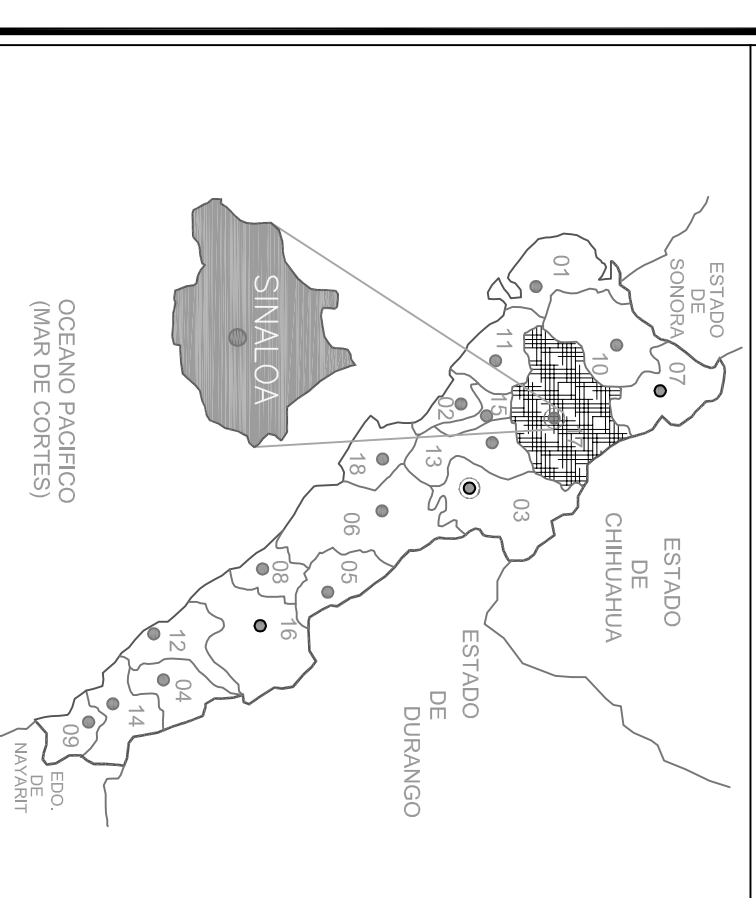 ESTADO
DE
SONORA
ESTADO
DE
CHIHUAHUA
ESTADO
DE
DURANGO
EDO.
DE
NAYARIT
OCEANO PACIFICO
(MAR DE CORTES)
SINALOA
01
07
10
11
15
02
13
03
18
06
05
08
16
12
04
14
09